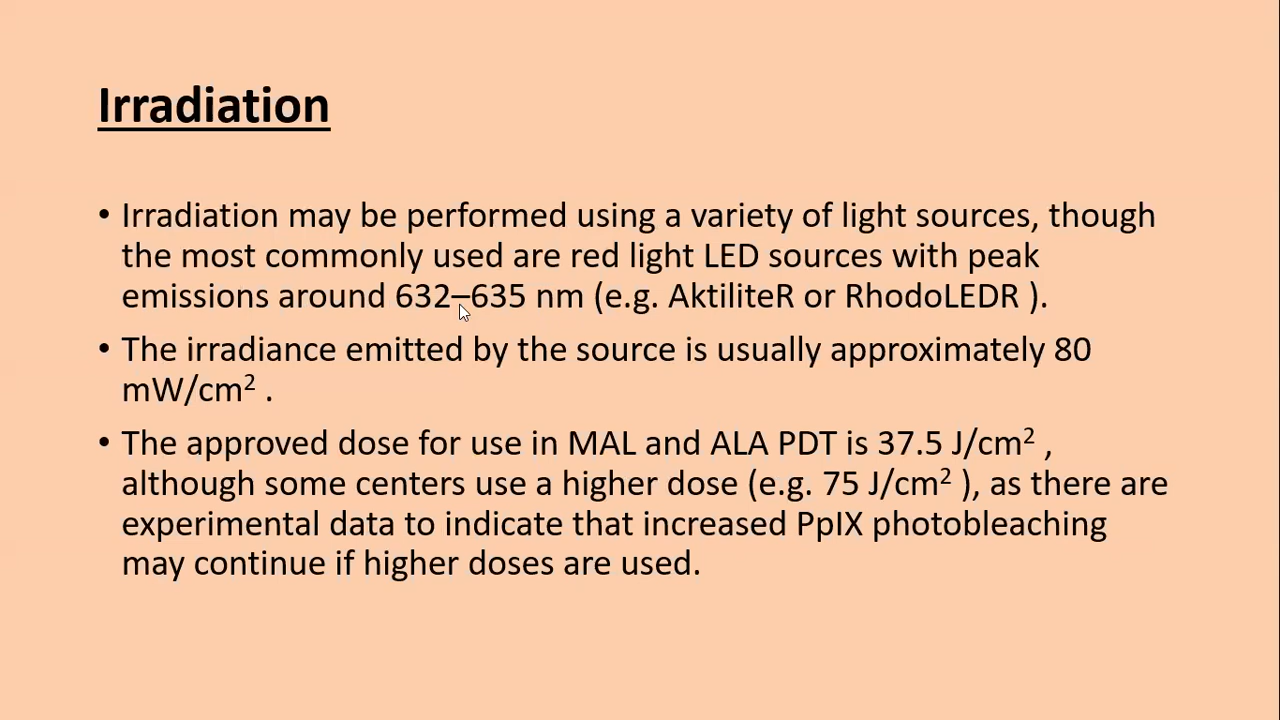 Irradiation
• Irradiation may be performed using a variety of light sources, though
the most commonly used are red light LED sources with peak
emissions around 632–635 nm (e.g. AktiliteR or RhodoLEDR ).
• The irradiance emitted by the source is usually approximately 80
mW/cm² .
• The approved dose for use in MAL and ALA PDT is 37.5 J/cm² ,
although some centers use a higher dose (e.g. 75 J/cm² ), as there are
experimental data to indicate that increased PpIX photobleaching
may continue if higher doses are used.